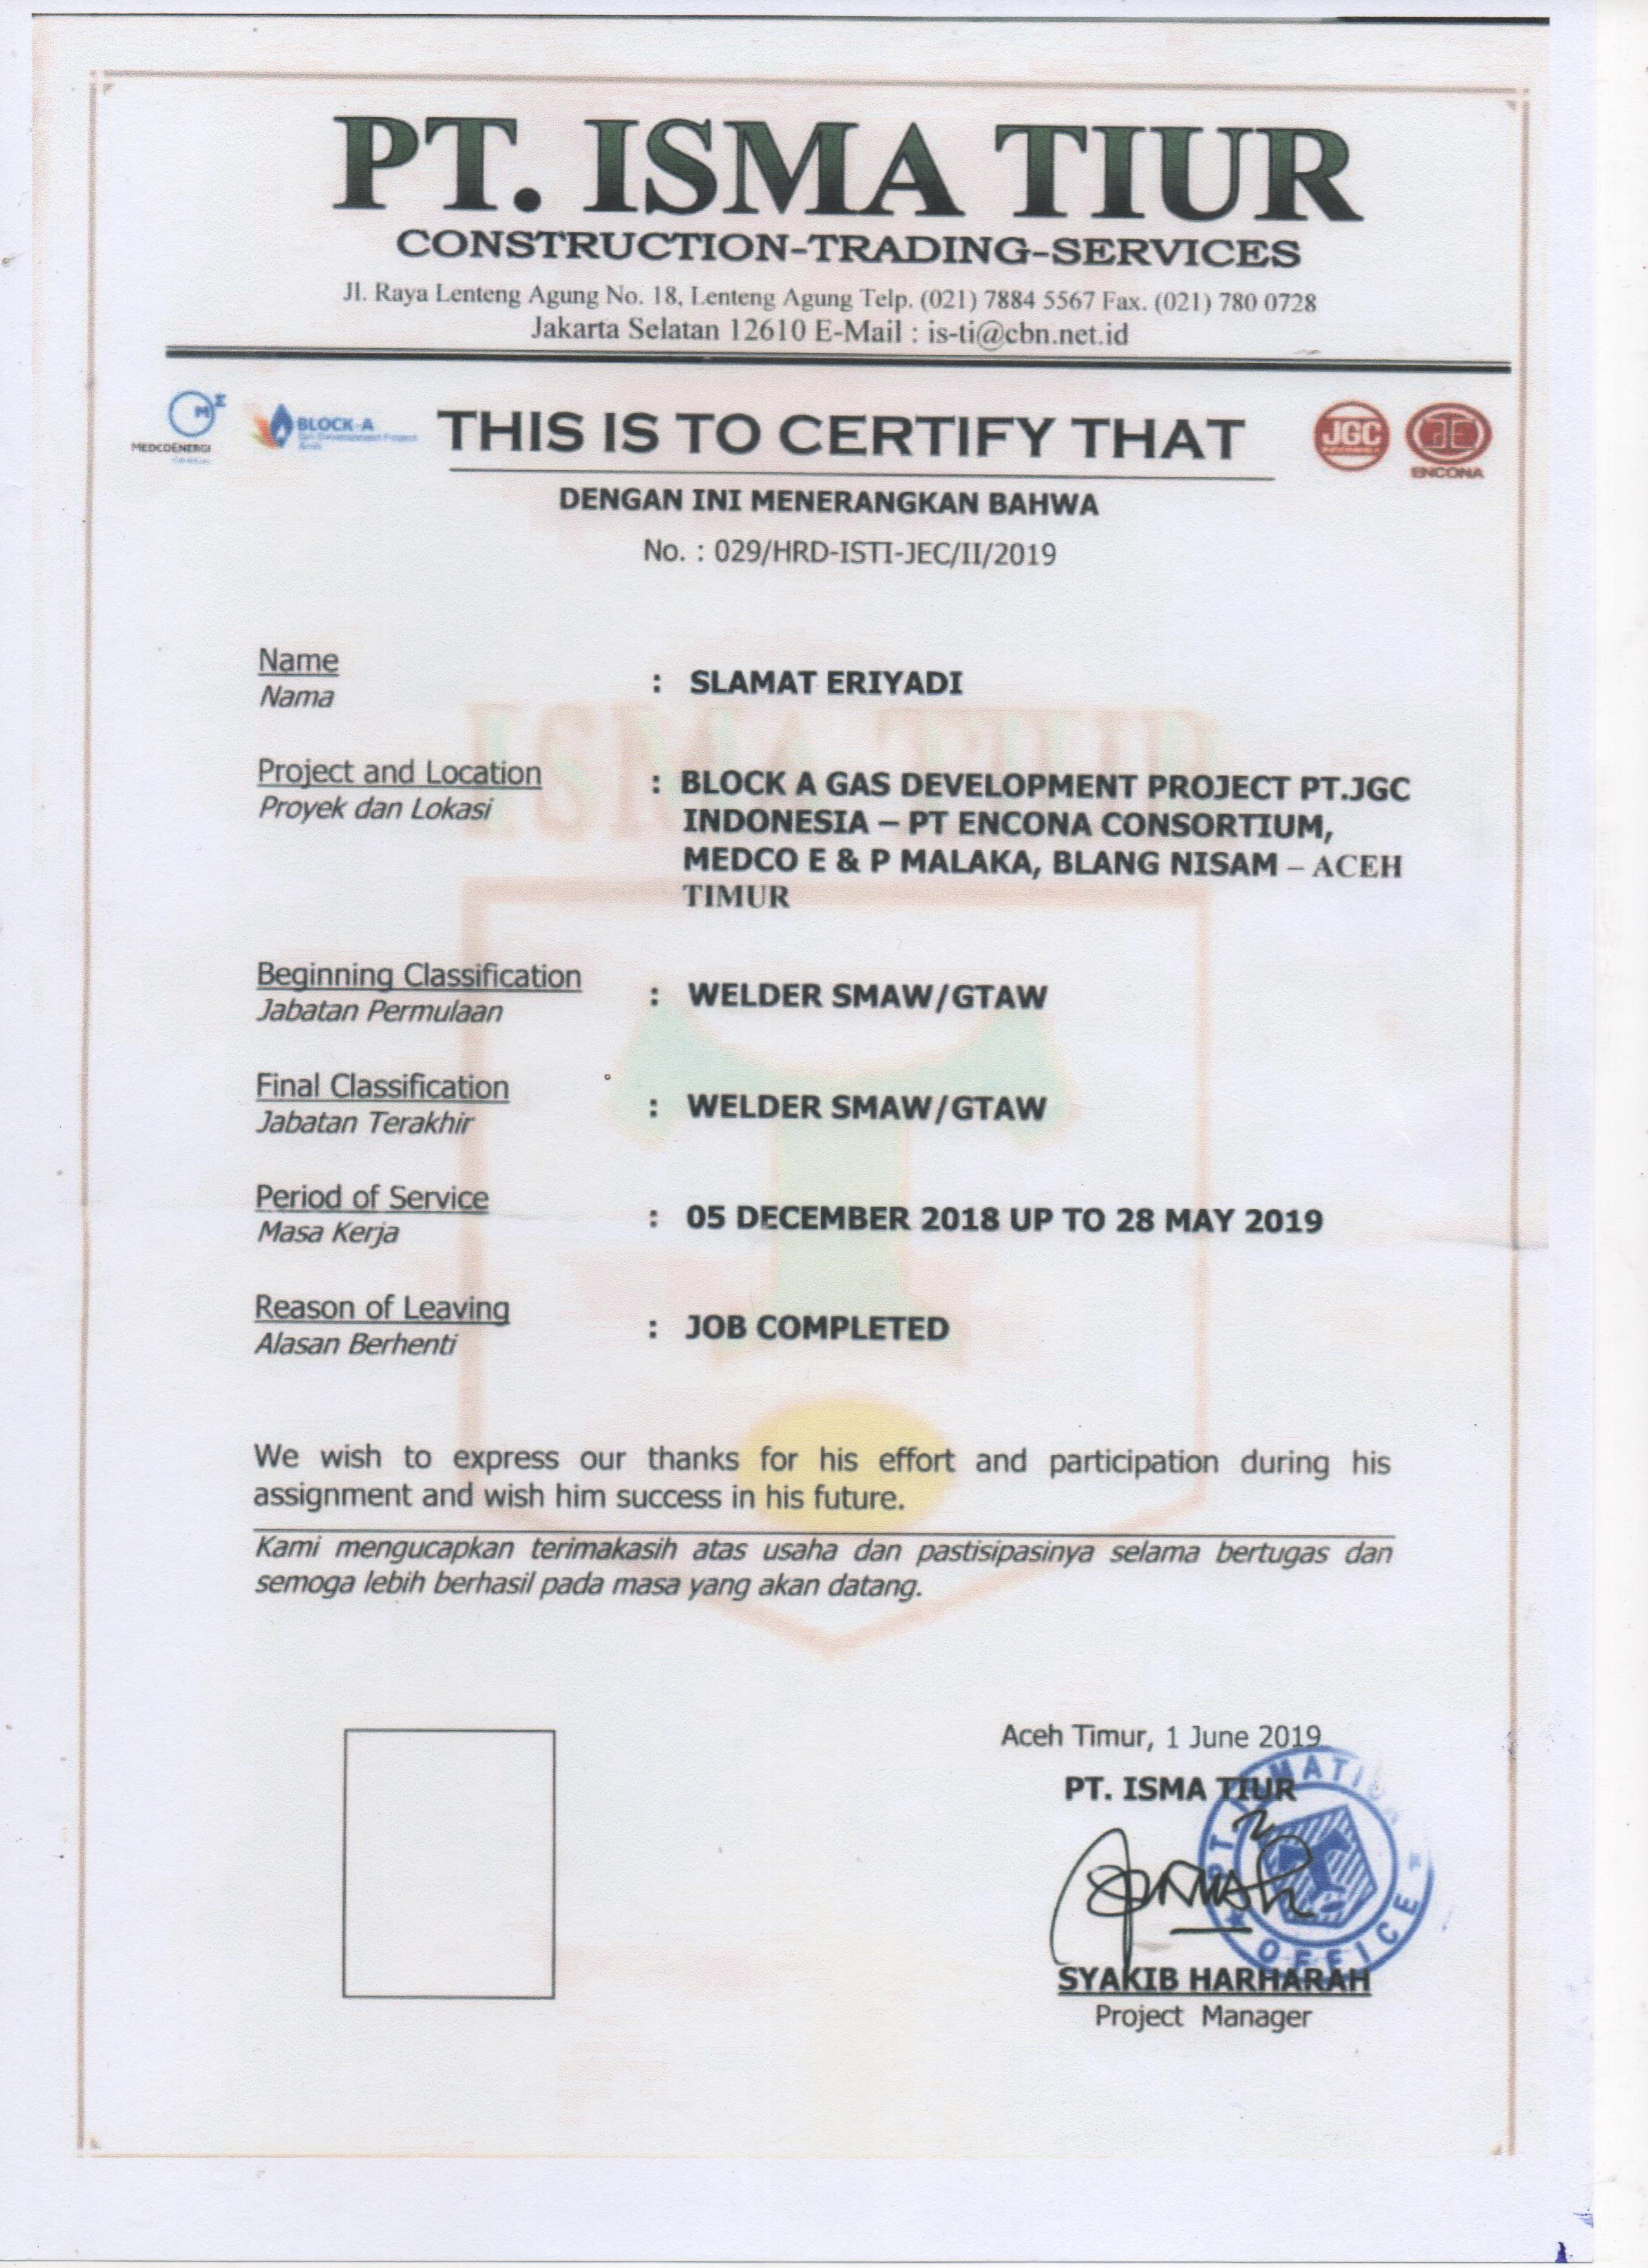 PT. ISMA TIUR
CONSTRUCTION-TRADING-SERVICES
Jl. Raya Lenteng Agung No. 18, Lenteng Agung Telp. (021) 7884 5567 Fax. (021) 780 0728
Jakarta Selatan 12610 E-Mail : is-ti@cbn.net.id
MEDCOENERGI
BLOCK-A
Gas Development Project
THIS IS TO CERTIFY THAT
JGC
ENCONA
DENGAN INI MENERANGKAN BAHWA
No. : 029/HRD-ISTI-JEC/II/2019
ISMA TIUR
Name
Nama
: SLAMAT ERIYADI
Project and Location
Proyek dan Lokasi
: BLOCK A GAS DEVELOPMENT PROJECT PT.JGC
INDONESIA – PT ENCONA CONSORTIUM,
MEDCO E & P MALAKA, BLANG NISAM – ACEH
TIMUR
Beginning Classification
Jabatan Permulaan
: WELDER SMAW/GTAW
Final Classification
Jabatan Terakhir
: WELDER SMAW/GTAW
Period of Service
Masa Kerja
: 05 DECEMBER 2018 UP TO 28 MAY 2019
Reason of Leaving
Alasan Berhenti
: JOB COMPLETED
We wish to express our thanks for his effort and participation during his
assignment and wish him success in his future.
Kami mengucapkan terimakasih atas usaha dan pastisipasinya selama bertugas dan
semoga lebih berhasil pada masa yang akan datang.
Aceh Timur, 1 June 2019
PT. ISMA TIUR
PT. ISMATIUR
OFFICE
SYAKIB HARHARAH
Project Manager